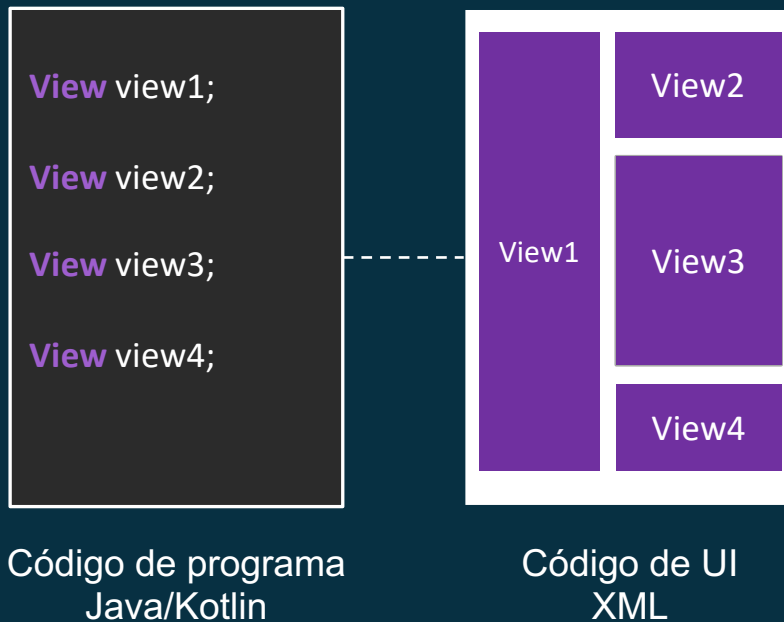 View view1;
View view2;
View view3;
View view4;
View1
View2
View3
View4
Código de programa
Java/Kotlin
Código de UI
XML